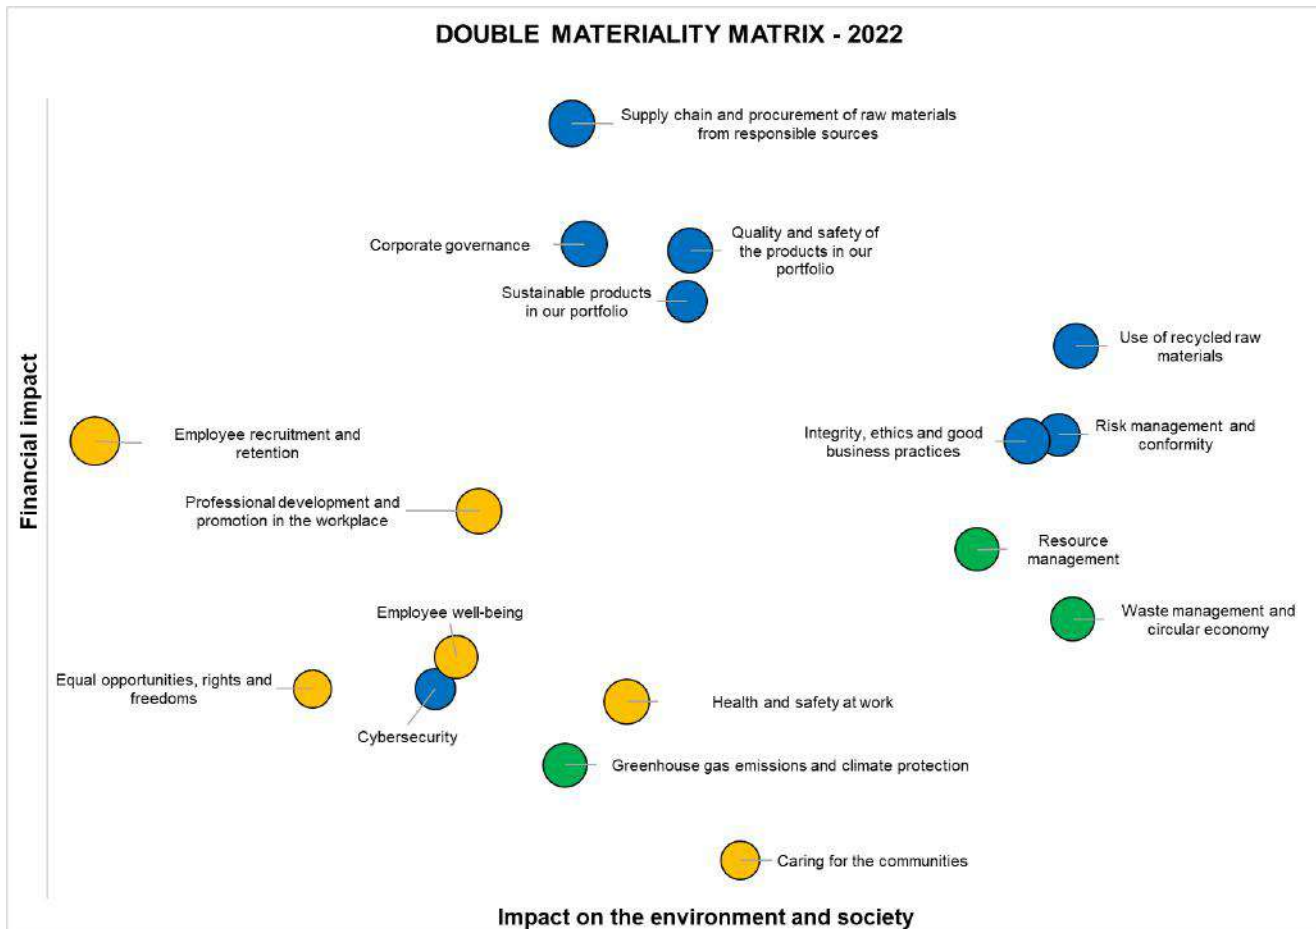 DOUBLE MATERIALITY MATRIX - 2022
Supply chain and procurement of raw materials
from responsible sources
Corporate governance
Quality and safety of
the products in our
portfolio
Sustainable products
in our portfolio
Use of recycled raw
materials
Financial impact
Employee recruitment and
retention
Integrity, ethics and good
business practices
Risk management and
conformity
Professional development and
promotion in the workplace
Resource
management
Waste management and
circular economy
Employee well-being
Equal opportunities, rights and
freedoms
Health and safety at work
Cybersecurity
Greenhouse gas emissions and climate protection
Caring for the communities
Impact on the environment and society